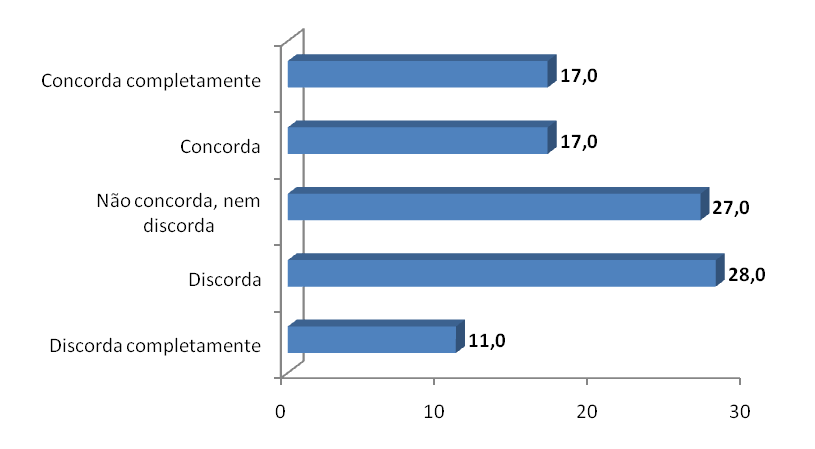 Concorda completamente
17,0
Concorda
17,0
Não concorda, nem
discorda
27,0
Discorda
28,0
Discorda completamente
11,0
0
10
20
30